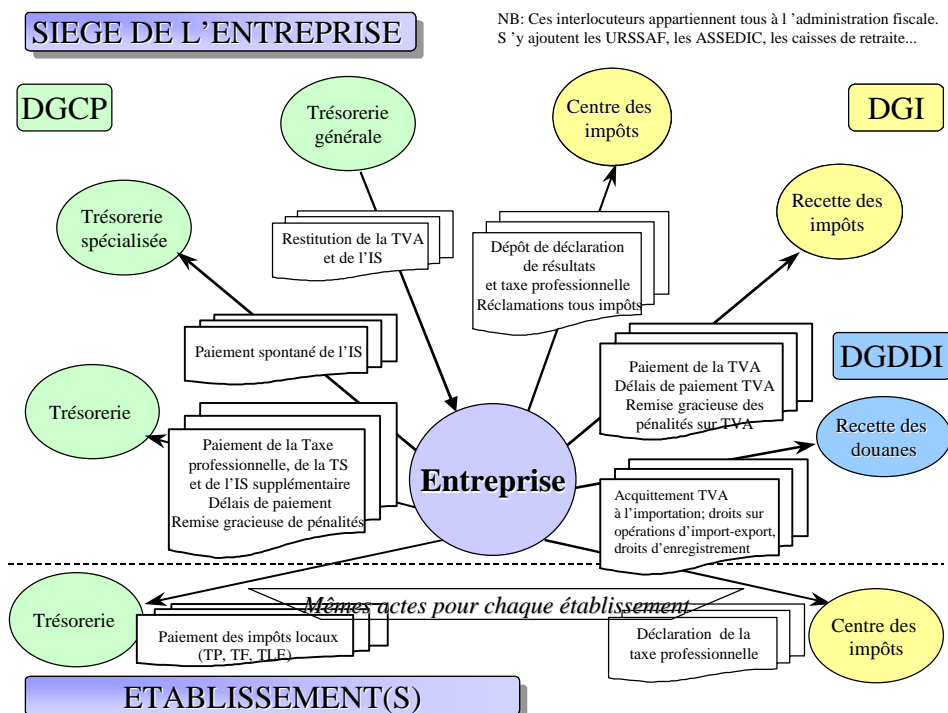 SIEGE DE L'ENTREPRISE
NB: Ces interlocuteurs appartiennent tous à l 'administration fiscale.
S 'y ajoutent les URSSAF, les ASSEDIC, les caisses de retraite...
DGCP
Trésorerie
générale
Centre des
impôts
DGI
Trésorerie
spécialisée
Restitution de la TVA
et de l'IS
Dépôt de déclaration
de résultats
et taxe professionnelle
Réclamations tous impôts
Recette des
impôts
Paiement spontané de l'IS
Paiement de la TVA
Délais de paiement TVA
Remise gracieuse des
pénalités sur TVA
DGDDI
Trésorerie
Paiement de la Taxe
professionnelle, de la TS
et de l'IS supplémentaire
Délais de paiement
Remise gracieuse de pénalités
Entreprise
Recette des
douanes
Acquittement TVA
à l'importation; droits sur
opérations d'import-export,
droits d'enregistrement
Mêmes actes pour chaque établissement
Trésorerie
Paiement des impôts locaux
(TP, TF, TLE)
Déclaration de la
taxe professionnelle
Centre des
impôts
ETABLISSEMENT(S)